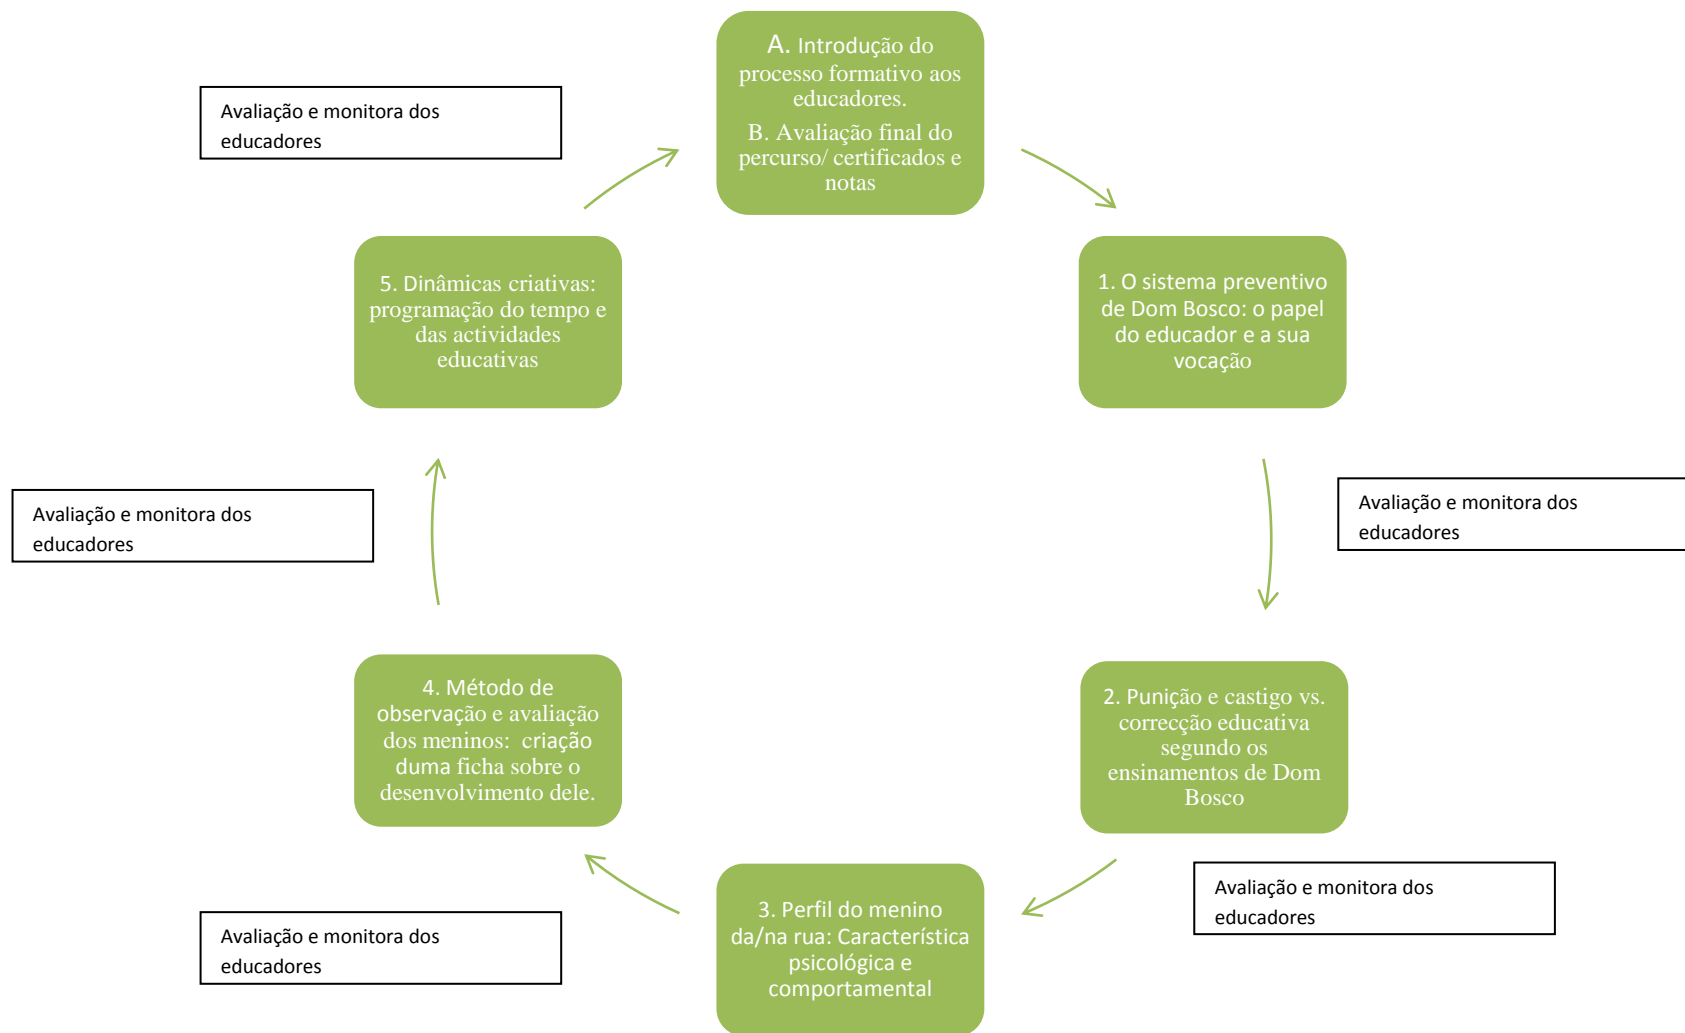 A. Introdução do
processo formativo aos
educadores.
B. Avaliação final do
percurso/ certificados e
notas
Avaliação e monitora dos
educadores
1. O sistema preventivo
de Dom Bosco: o papel
do educador e a sua
vocação
Avaliação e monitora dos
educadores
2. Punição e castigo vs.
correcção educativa
segundo os
ensinamentos de Dom
Bosco
Avaliação e monitora dos
educadores
3. Perfil do menino
da/na rua: Característica
psicológica e
comportamental
Avaliação e monitora dos
educadores
4. Método de
observação e avaliação
dos meninos:  criação
duma ficha sobre o
desenvolvimento dele.
Avaliação e monitora dos
educadores
5. Dinâmicas criativas:
programação do tempo e
das actividades
educativas